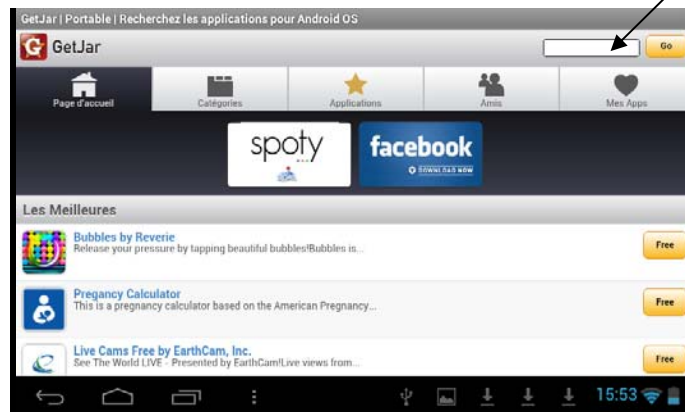 GetJar | Portable | Recherchez les applications pour Android OS
GetJar
Go
Page d'accueil
Catégories
Applications
Amis
Mes Apps
spoty
facebook
DOWNLOAD NOW
Les Meilleures
Bubbles by Reverie
Release your pressure by tapping beautiful bubbles!Bubbles is...
Free
Pregancy Calculator
This is a pregnancy calculator based on the American Pregnancy...
Free
Live Cams Free by EarthCam, Inc.
See The World LIVE - Presented by EarthCam!Live views from...
Free
15:53